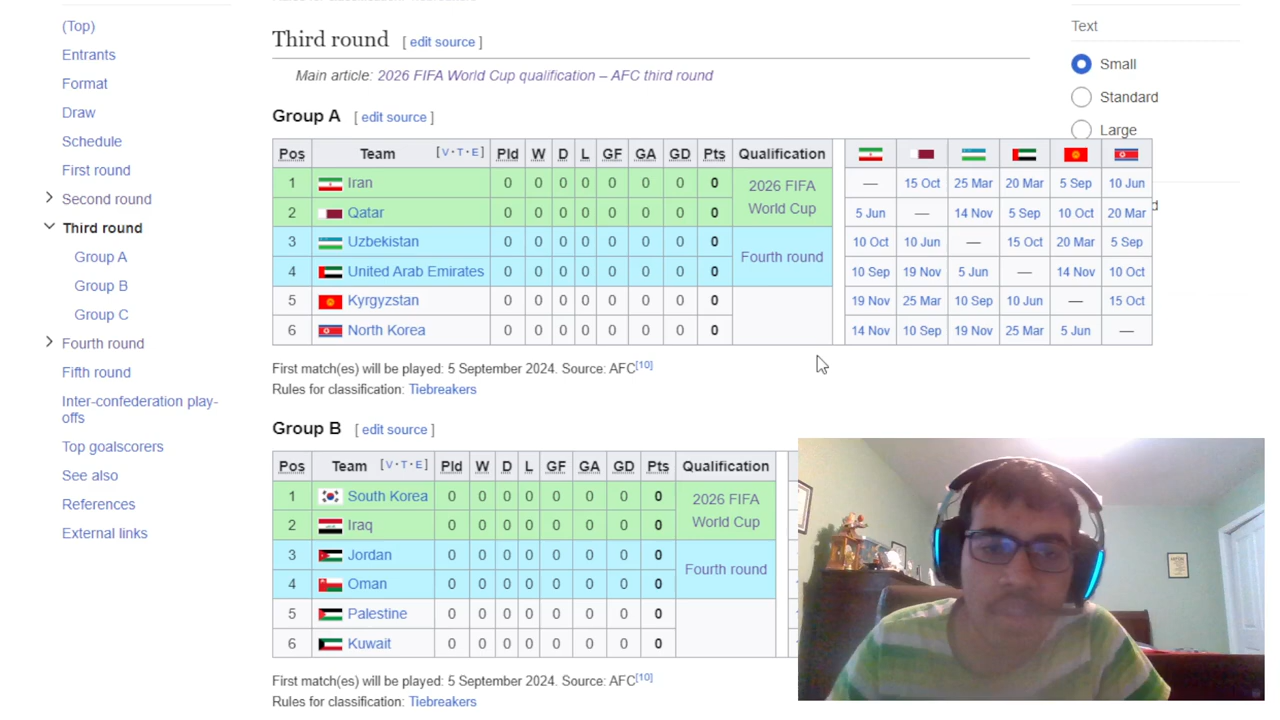 (Top)
Entrants
Format
Draw
Schedule
First round
Second round
Third round
Group A
Group B
Group C
Fourth round
Fifth round
Inter-confederation play-
offs
Top goalscorers
See also
References
External links
Third round [ edit source ]
Main article: 2026 FIFA World Cup qualification – AFC third round
Group A [ edit source ]
Pos Team [V·T·E] Pld W D L GF GA GD Pts Qualification
1 Iran 0 0 0 0 0 0 0 0 2026 FIFA World Cup — 15 Oct 25 Mar 20 Mar 5 Sep 10 Jun
2 Qatar 0 0 0 0 0 0 0 0 5 Jun — 14 Nov 5 Sep 10 Oct 20 Mar
3 Uzbekistan 0 0 0 0 0 0 0 0 Fourth round 10 Oct 10 Jun — 15 Oct 20 Mar 5 Sep
4 United Arab Emirates 0 0 0 0 0 0 0 0 10 Sep 19 Nov 5 Jun — 14 Nov 10 Oct
5 Kyrgyzstan 0 0 0 0 0 0 0 0 19 Nov 25 Mar 10 Sep 10 Jun — 15 Oct
6 North Korea 0 0 0 0 0 0 0 0 14 Nov 10 Sep 19 Nov 25 Mar 5 Jun —
First match(es) will be played: 5 September 2024. Source: AFC[10]
Rules for classification: Tiebreakers
Group B [ edit source ]
Pos Team [V·T·E] Pld W D L GF GA GD Pts Qualification
1 South Korea 0 0 0 0 0 0 0 0 2026 FIFA World Cup
2 Iraq 0 0 0 0 0 0 0 0
3 Jordan 0 0 0 0 0 0 0 0 Fourth round
4 Oman 0 0 0 0 0 0 0 0
5 Palestine 0 0 0 0 0 0 0 0
6 Kuwait 0 0 0 0 0 0 0 0
First match(es) will be played: 5 September 2024. Source: AFC[10]
Rules for classification: Tiebreakers
Text
Small
Standard
Large